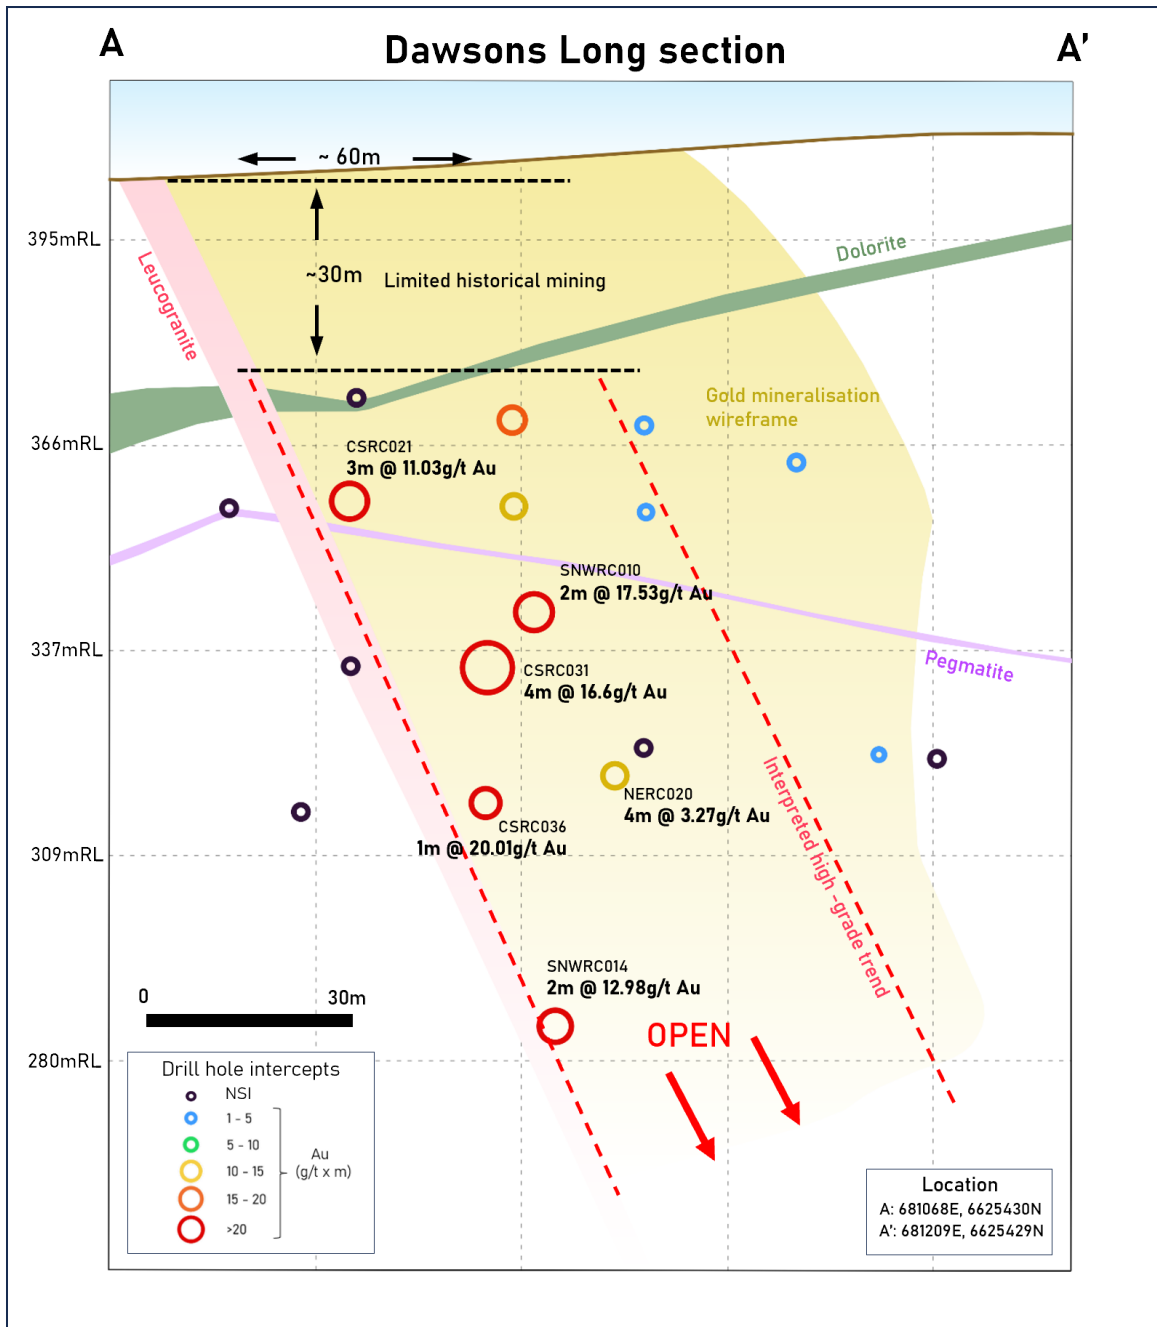 A
Dawsons Long section
A’
~ 60m
395mRL
Dolorite
Leucogranite
~30m
Limited historical mining
Gold mineralisation
wireframe
366mRL
CSRC021
3m @ 11.03g/t Au
SNWRC010
2m @ 17.53g/t Au
337mRL
Pegmatite
CSRC031
4m @ 16.6g/t Au
Interpreted high -grade trend
NERC020
4m @ 3.27g/t Au
CSRC036
1m @ 20.01g/t Au
309mRL
SNWRC014
2m @ 12.98g/t Au
0
30m
OPEN
280mRL
Drill hole intercepts
NSI
1 - 5
5 - 10
10 - 15
15 - 20
>20
Au
(g/t x m)
Location
A: 681068E, 6625430N
A’: 681209E, 6625429N